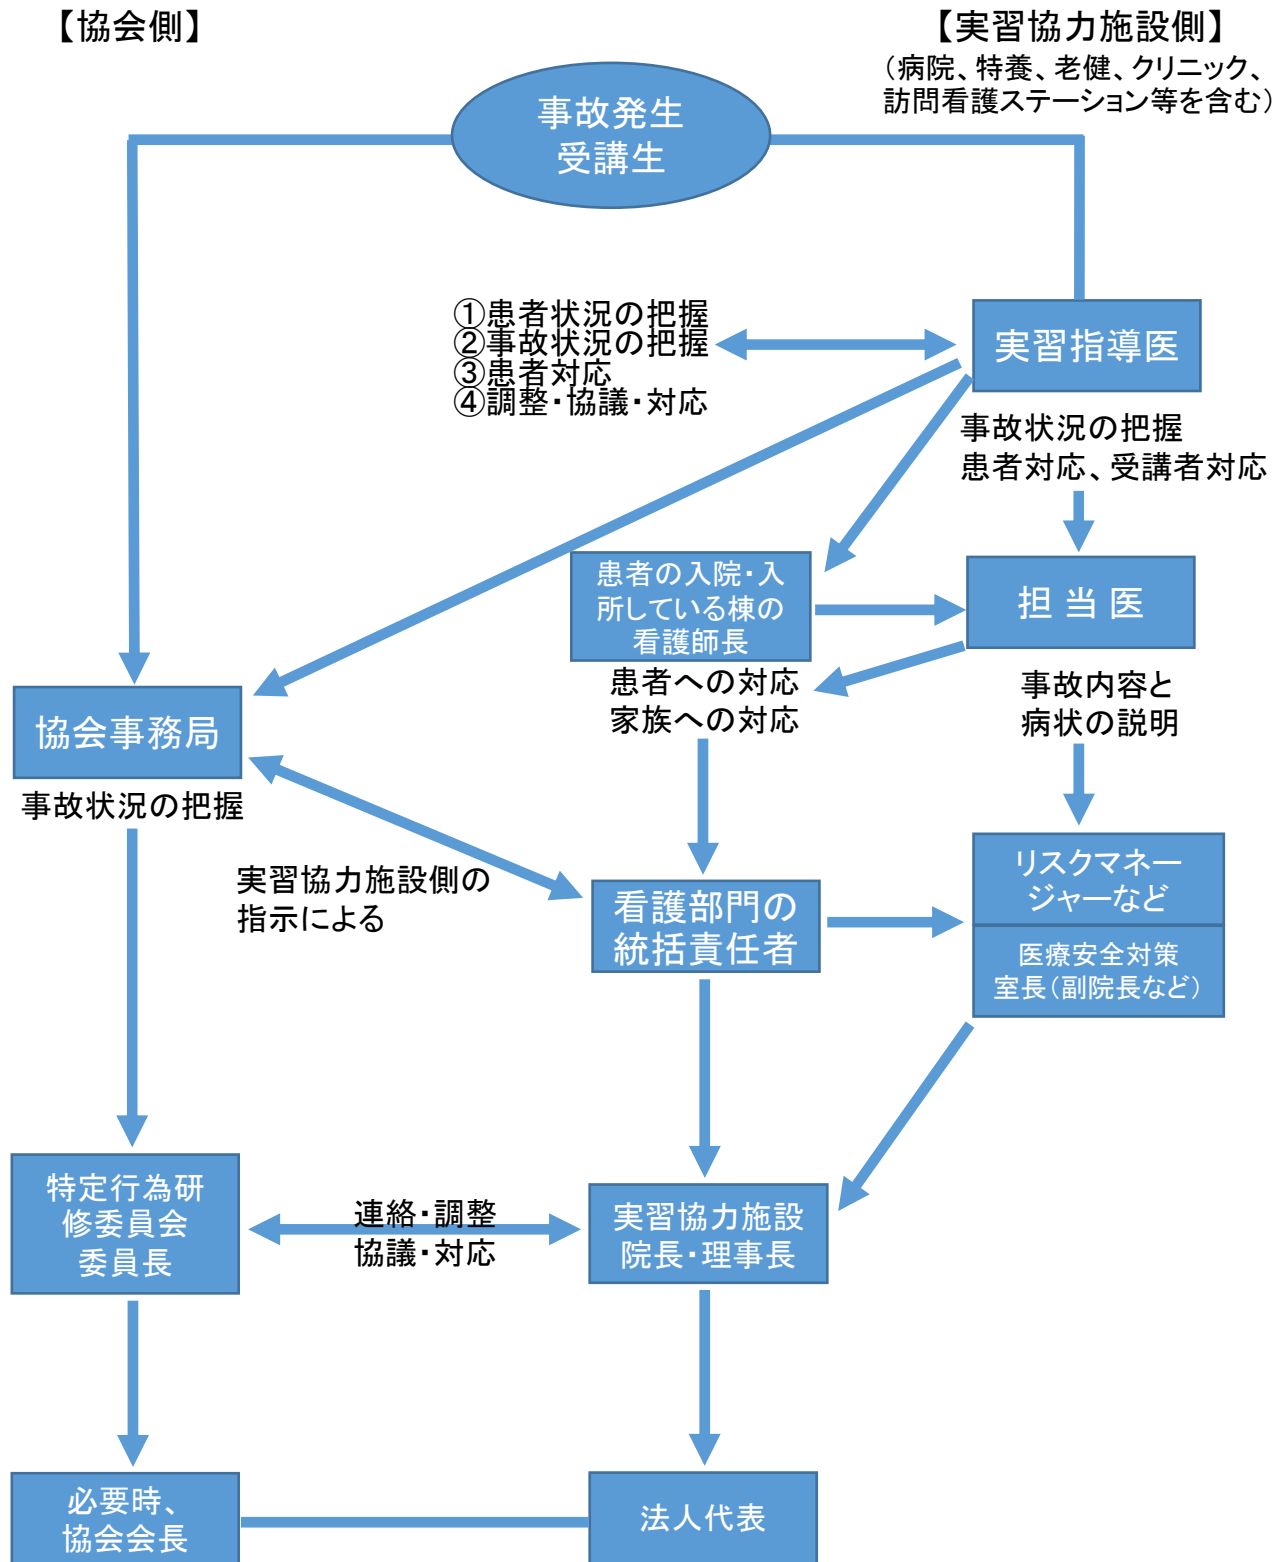 【協会側】
【実習協力施設側】
（病院、特養、老健、クリニック、
訪問看護ステーション等を含む）
事故発生
受講生
①患者状況の把握
②事故状況の把握
③患者対応
④調整・協議・対応
実習指導医
事故状況の把握
患者対応、受講者対応
患者の入院・入
所している棟の
看護師長
担 当 医
患者への対応
家族への対応
事故内容と
病状の説明
協会事務局
事故状況の把握
実習協力施設側の
指示による
看護部門の
統括責任者
リスクマネー
ジャーなど
医療安全対策
室長（副院長など）
特定行為研
修委員会
委員長
連絡・調整
協議・対応
実習協力施設
院長・理事長
必要時、
協会会長
法人代表